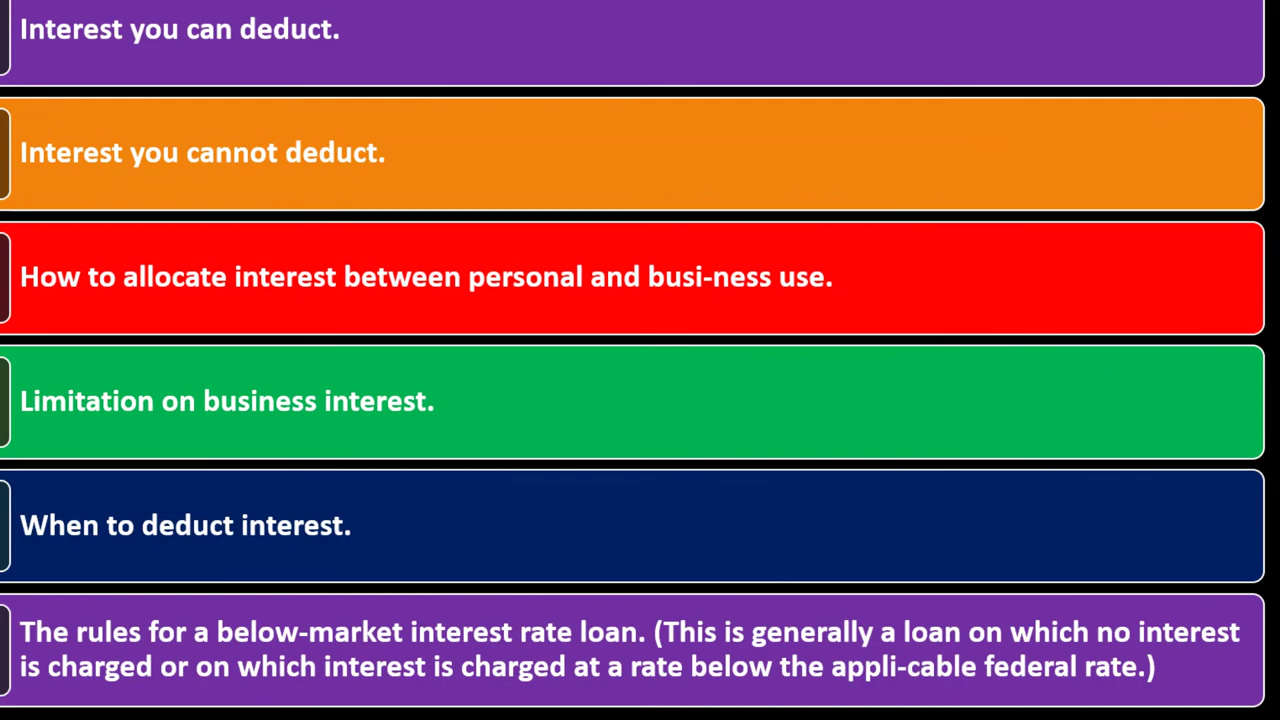 Interest you can deduct.
Interest you cannot deduct.
How to allocate interest between personal and busi-ness use.
Limitation on business interest.
When to deduct interest.
The rules for a below-market interest rate loan. (This is generally a loan on which no interest
is charged or on which interest is charged at a rate below the appli-cable federal rate.)